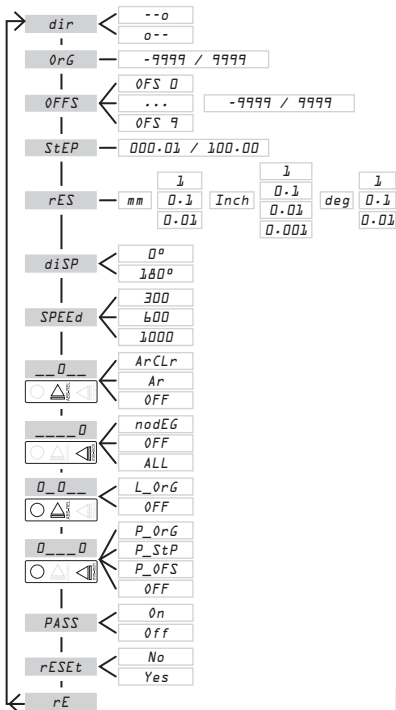 dir
--o
o--
OrG
-9999 / 9999
OFFS
OFS 0
...
OFS 9
-9999 / 9999
StEP
000.01 / 100.00
rES
mm
1
0.1
0.01
Inch
1
0.1
0.01
0.001
deg
1
0.1
0.01
diSP
0°
180°
SPEEd
300
600
1000
__0__
ArCLr
Ar
OFF
____0
nodEG
OFF
ALL
0_0__
L_OrG
OFF
0___0
P_OrG
P_StP
P_OFS
OFF
PASS
On
Off
rESEt
No
Yes
rE